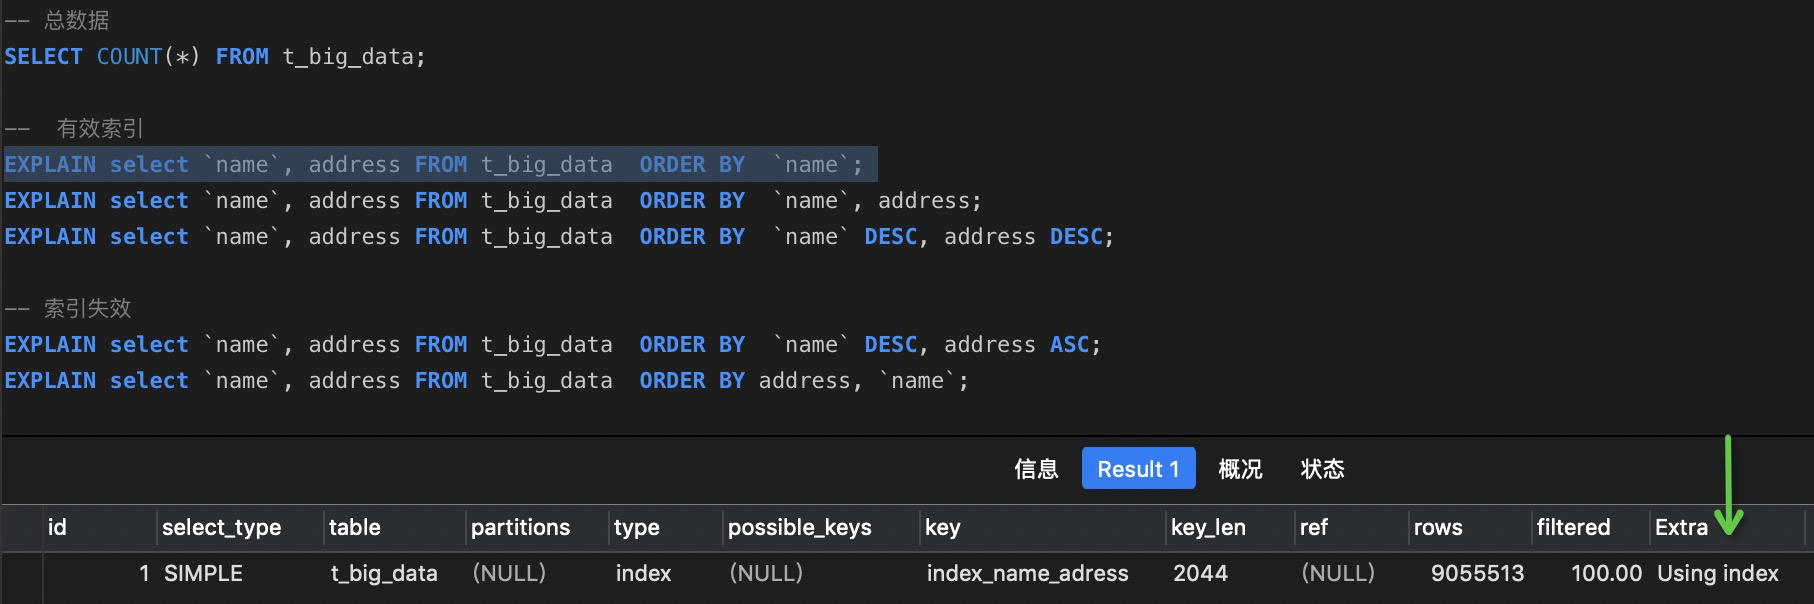 -- 总数据
SELECT COUNT(*) FROM t_big_data;
--  有效索引
EXPLAIN select `name`, address FROM t_big_data  ORDER BY  `name`;
EXPLAIN select `name`, address FROM t_big_data  ORDER BY  `name`, address;
EXPLAIN select `name`, address FROM t_big_data  ORDER BY  `name` DESC, address DESC;
-- 索引失效
EXPLAIN select `name`, address FROM t_big_data  ORDER BY  `name` DESC, address ASC;
EXPLAIN select `name`, address FROM t_big_data  ORDER BY address, `name`;
信息 Result 1 概况 状态
id select_type table partitions type possible_keys key key_len ref rows filtered Extra
1 SIMPLE t_big_data (NULL) index (NULL) index_name_adress 2044 (NULL) 9055513 100.00 Using index